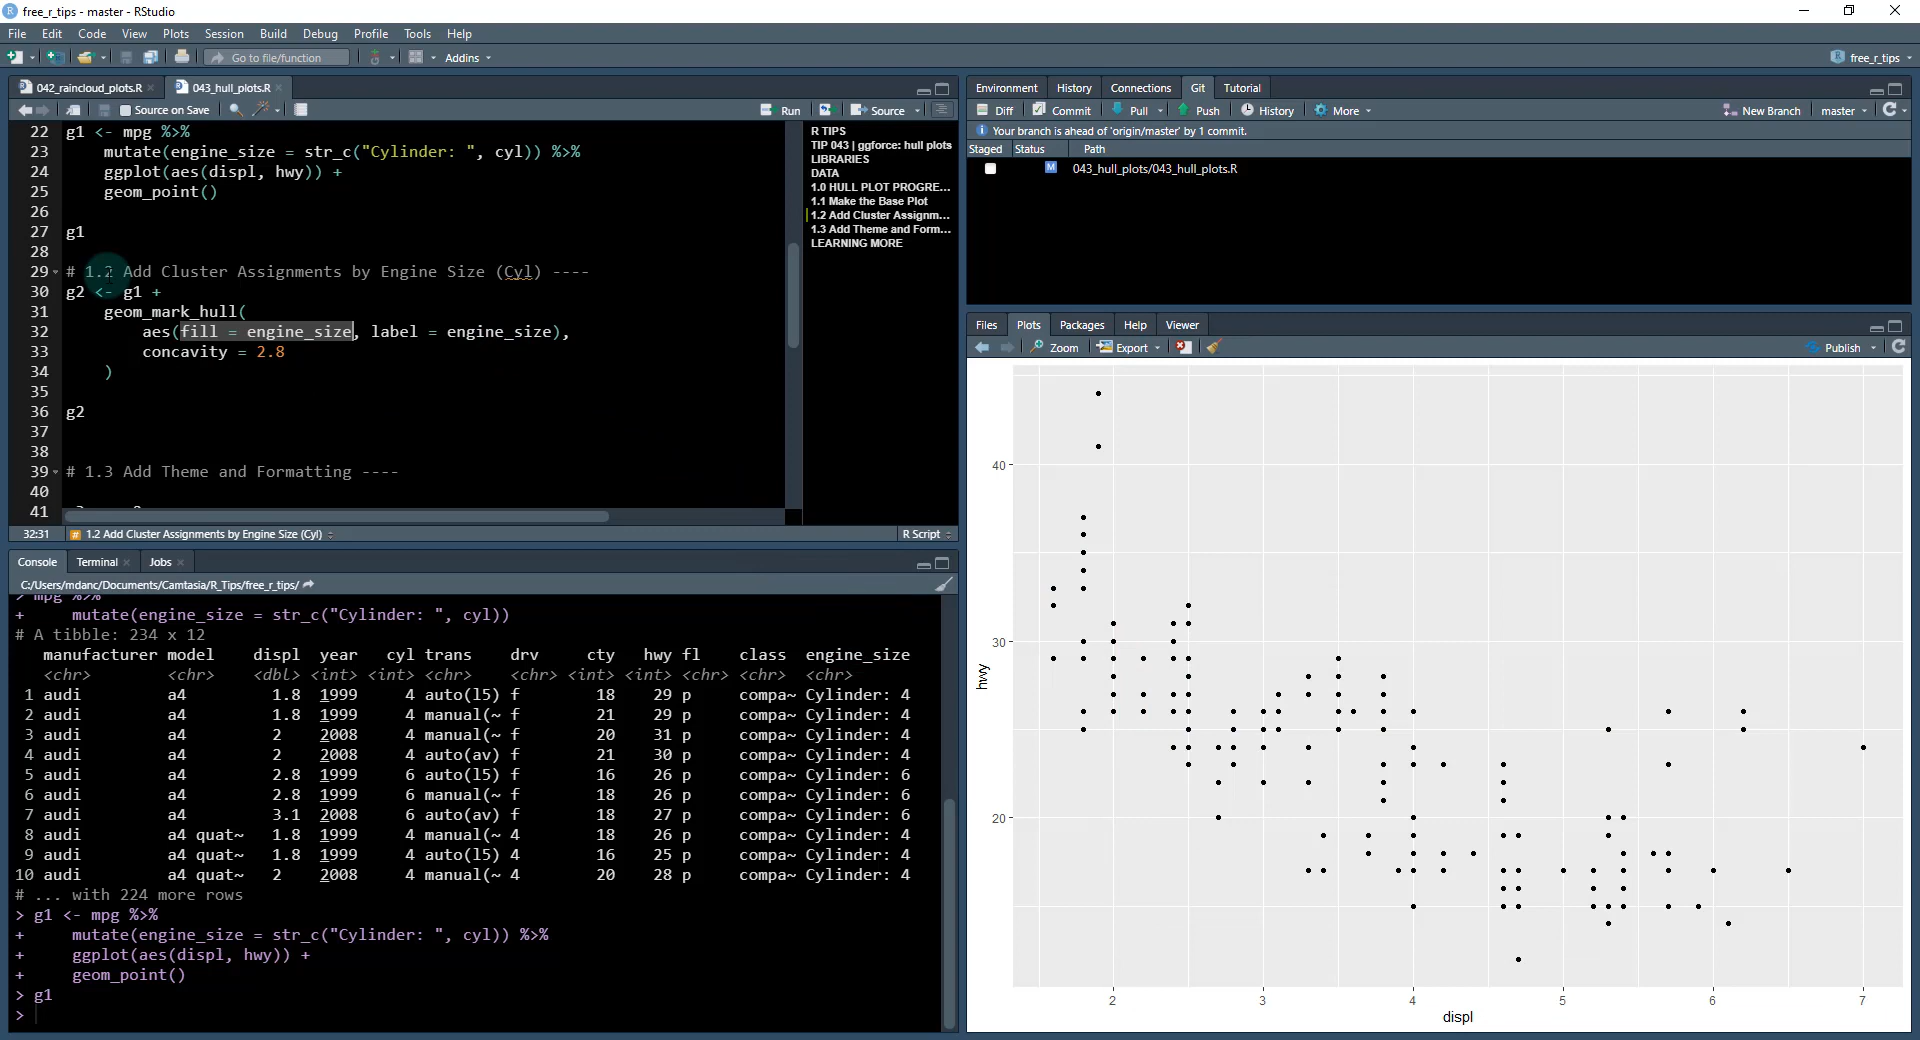 free_r_tips - master - RStudio
File Edit Code View Plots Session Build Debug Profile Tools Help
Go to file/function Addins free_r_tips
042_raincloud_plots.R 043_hull_plots.R
Source on Save Run Source
22 g1 <- mpg %>%
23 mutate(engine_size = str_c("Cylinder: ", cyl)) %>%
24 ggplot(aes(displ, hwy)) +
25 geom_point()
26
27 g1
28
29 # 1.2 Add Cluster Assignments by Engine Size (Cyl) ----
30 g2 <- g1 +
31 geom_mark_hull(
32 aes(fill = engine_size, label = engine_size),
33 concavity = 2.8
34 )
35
36 g2
37
38
39 # 1.3 Add Theme and Formatting ----
40
41
R TIPS
TIP 043 | ggforce: hull plots
LIBRARIES
DATA
1.0 HULL PLOT PROGRE...
1.1 Make the Base Plot
1.2 Add Cluster Assignm...
1.3 Add Theme and Form...
LEARNING MORE
32:31 # 1.2 Add Cluster Assignments by Engine Size (Cyl) R Script
Console Terminal Jobs
C:/Users/mdanc/Documents/Camtasia/R_Tips/free_r_tips/
> mpg %>%
+ mutate(engine_size = str_c("Cylinder: ", cyl))
# A tibble: 234 x 12
manufacturer model displ year cyl trans drv cty hwy fl class engine_size
<chr> <chr> <dbl> <int> <int> <chr> <chr> <int> <int> <chr> <chr> <chr>
1 audi a4 1.8 1999 4 auto(l5) f 18 29 p compa~ Cylinder: 4
2 audi a4 1.8 1999 4 manual(~ f 21 29 p compa~ Cylinder: 4
3 audi a4 2 2008 4 manual(~ f 20 31 p compa~ Cylinder: 4
4 audi a4 2 2008 4 auto(av) f 21 30 p compa~ Cylinder: 4
5 audi a4 2.8 1999 6 auto(l5) f 16 26 p compa~ Cylinder: 6
6 audi a4 2.8 1999 6 manual(~ f 18 26 p compa~ Cylinder: 6
7 audi a4 3.1 2008 6 auto(av) f 18 27 p compa~ Cylinder: 6
8 audi a4 quat~ 1.8 1999 4 manual(~ 4 18 26 p compa~ Cylinder: 4
9 audi a4 quat~ 1.8 1999 4 auto(l5) 4 16 25 p compa~ Cylinder: 4
10 audi a4 quat~ 2 2008 4 manual(~ 4 20 28 p compa~ Cylinder: 4
# ... with 224 more rows
> g1 <- mpg %>%
+ mutate(engine_size = str_c("Cylinder: ", cyl)) %>%
+ ggplot(aes(displ, hwy)) +
+ geom_point()
> g1
>
Environment History Connections Git Tutorial
Diff Commit Pull Push History More New Branch master
Your branch is ahead of 'origin/master' by 1 commit.
Staged Status Path
M 043_hull_plots/043_hull_plots.R
Files Plots Packages Help Viewer
Zoom Export Publish
40
30
20
hwy
2 3 4 5 6 7
displ